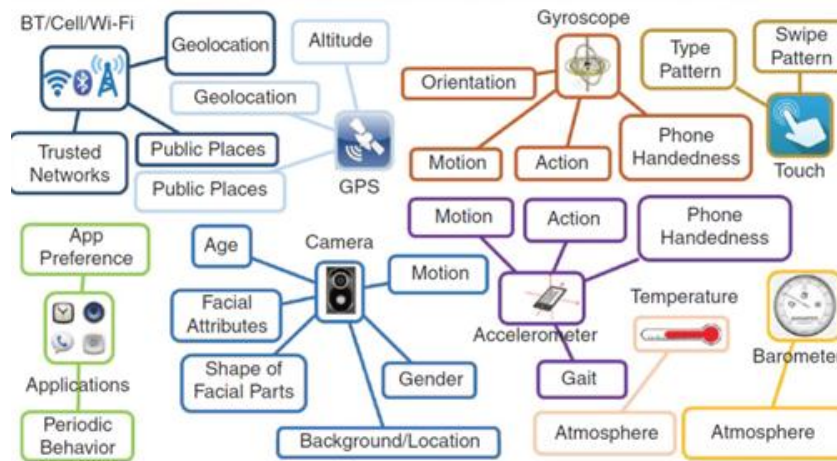 BT/Cell/Wi-Fi
Geolocation
Altitude
Geolocation
Trusted
Networks
Public Places
Public Places
GPS
Gyroscope
Orientation
Motion
Action
Phone
Handedness
Type
Pattern
Swipe
Pattern
Touch
App
Preference
Applications
Periodic
Behavior
Camera
Age
Motion
Facial
Attributes
Shape of
Facial Parts
Gender
Background/Location
Motion
Action
Phone
Handedness
Accelerometer
Gait
Temperature
Atmosphere
Barometer
Atmosphere